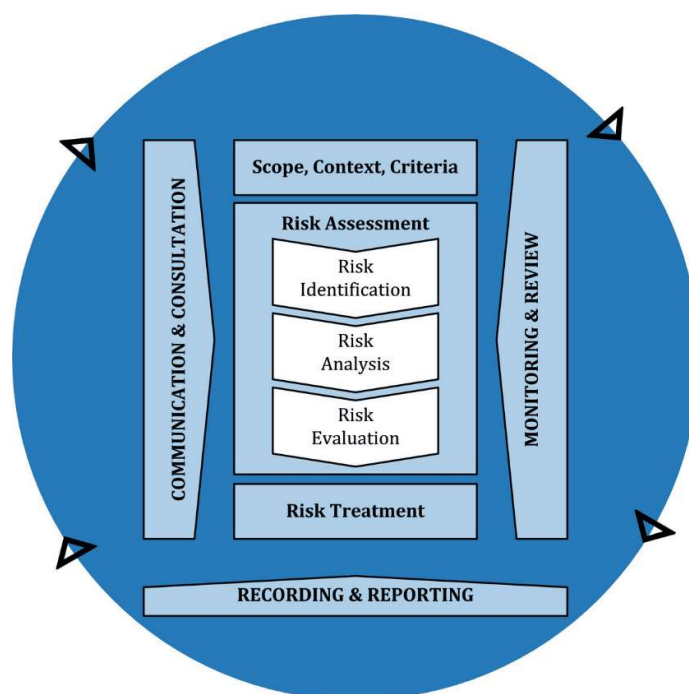 Scope, Context, Criteria
Risk Assessment
Risk
Identification
Risk
Analysis
Risk
Evaluation
Risk Treatment
COMMUNICATION & CONSULTATION
MONITORING & REVIEW
RECORDING & REPORTING